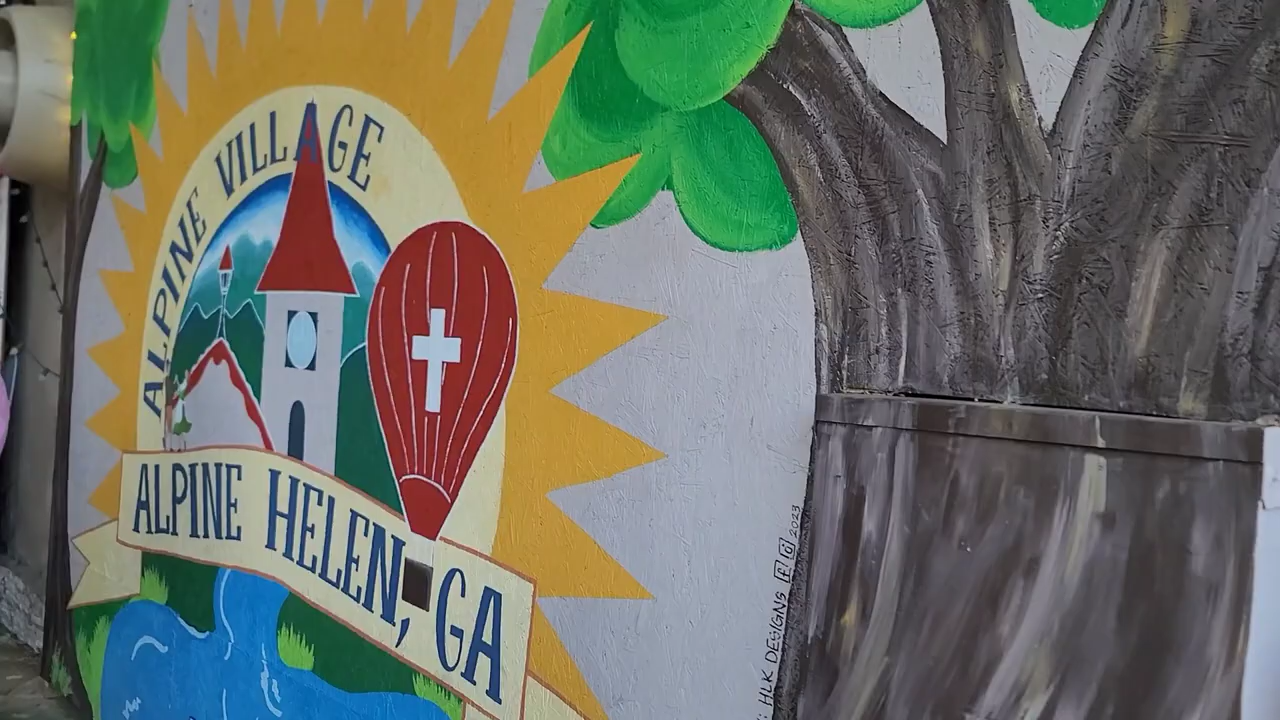 ALPINE VILLAGE
ALPINE HELEN, GA
: HLK DESIGNS f 2023